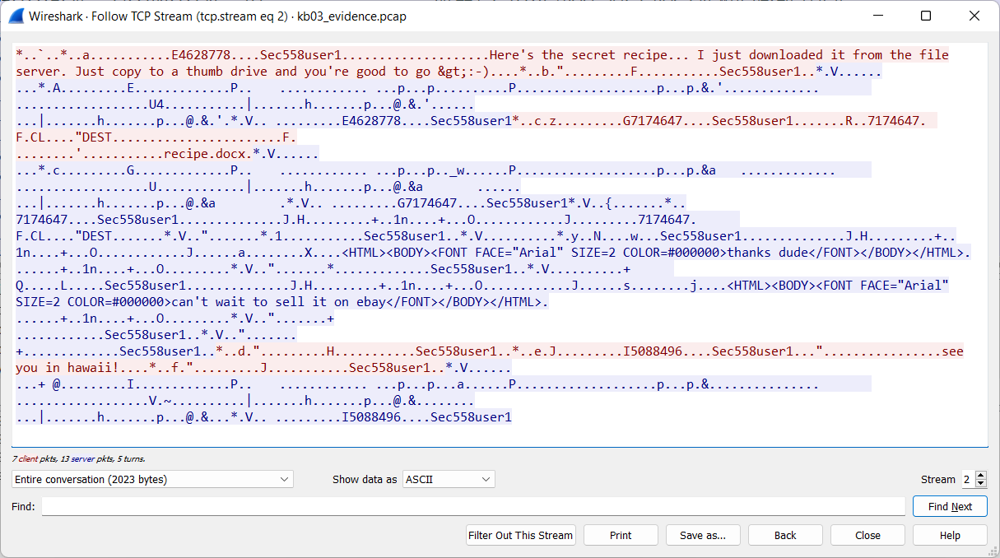 Wireshark · Follow TCP Stream (tcp.stream eq 2) · kb03_evidence.pcap
*..`..*..a...........E4628778....Sec558user1....................Here's the secret recipe... I just downloaded it from the file
server. Just copy to a thumb drive and you're good to go &gt;:-)....*..b.".........F...........Sec558user1..*.V......
...*.A.........E.............P.. ............ ...p...p..........P...................p...p.&.'.............
..................U4...........|.......h.......p...@.&.'......
...|.......h.......p...@.&.'.*.V.. .........E4628778....Sec558user1*..c.z.........G7174647....Sec558user1.......R..7174647.
F.CL...."DEST.......................F.
........'...........recipe.docx.*.V......
...*.c.........G.............P.. ............ ...p...p.._w......P...................p...p.&a .............
..................U............|.......h.......p...@.&a ......
...|.......h.......p...@.&a .*.V.. .........G7174647....Sec558user1*.V..{.......*..
7174647....Sec558user1..............J.H.........+..1n....+...O............J.........7174647.
F.CL...."DEST.......*.V..".......*.1...........Sec558user1..*.V..........*.y..N....w...Sec558user1..............J.H.........+..
1n....+...O............J......a........X....<HTML><BODY><FONT FACE="Arial" SIZE=2 COLOR=#000000>thanks dude</FONT></BODY></HTML>.
......+..1n....+...O.........*.V..".......*.............Sec558user1..*.V..........+
Q.....L.....Sec558user1..............J.H.........+..1n....+...O............J......s........j....<HTML><BODY><FONT FACE="Arial"
SIZE=2 COLOR=#000000>can't wait to sell it on ebay</FONT></BODY></HTML>.
......+..1n....+...O.........*.V..".......+
............Sec558user1..*.V..".......
+.............Sec558user1..*..d.".........H...........Sec558user1..*..e.J.........I5088496....Sec558user1..."................see
you in hawaii!....*..f.".........J...........Sec558user1..*.V......
...+ @.........I.............P.. ............ ...p...p...a......P...................p...p.&...............
..................V.~..........|.......h.......p...@.&........
...|.......h.......p...@.&...*.V.. .........I5088496....Sec558user1
7 client pkts, 13 server pkts, 5 turns.
Entire conversation (2023 bytes) Show data as ASCII Stream 2
Find: Find Next
Filter Out This Stream Print Save as... Back Close Help